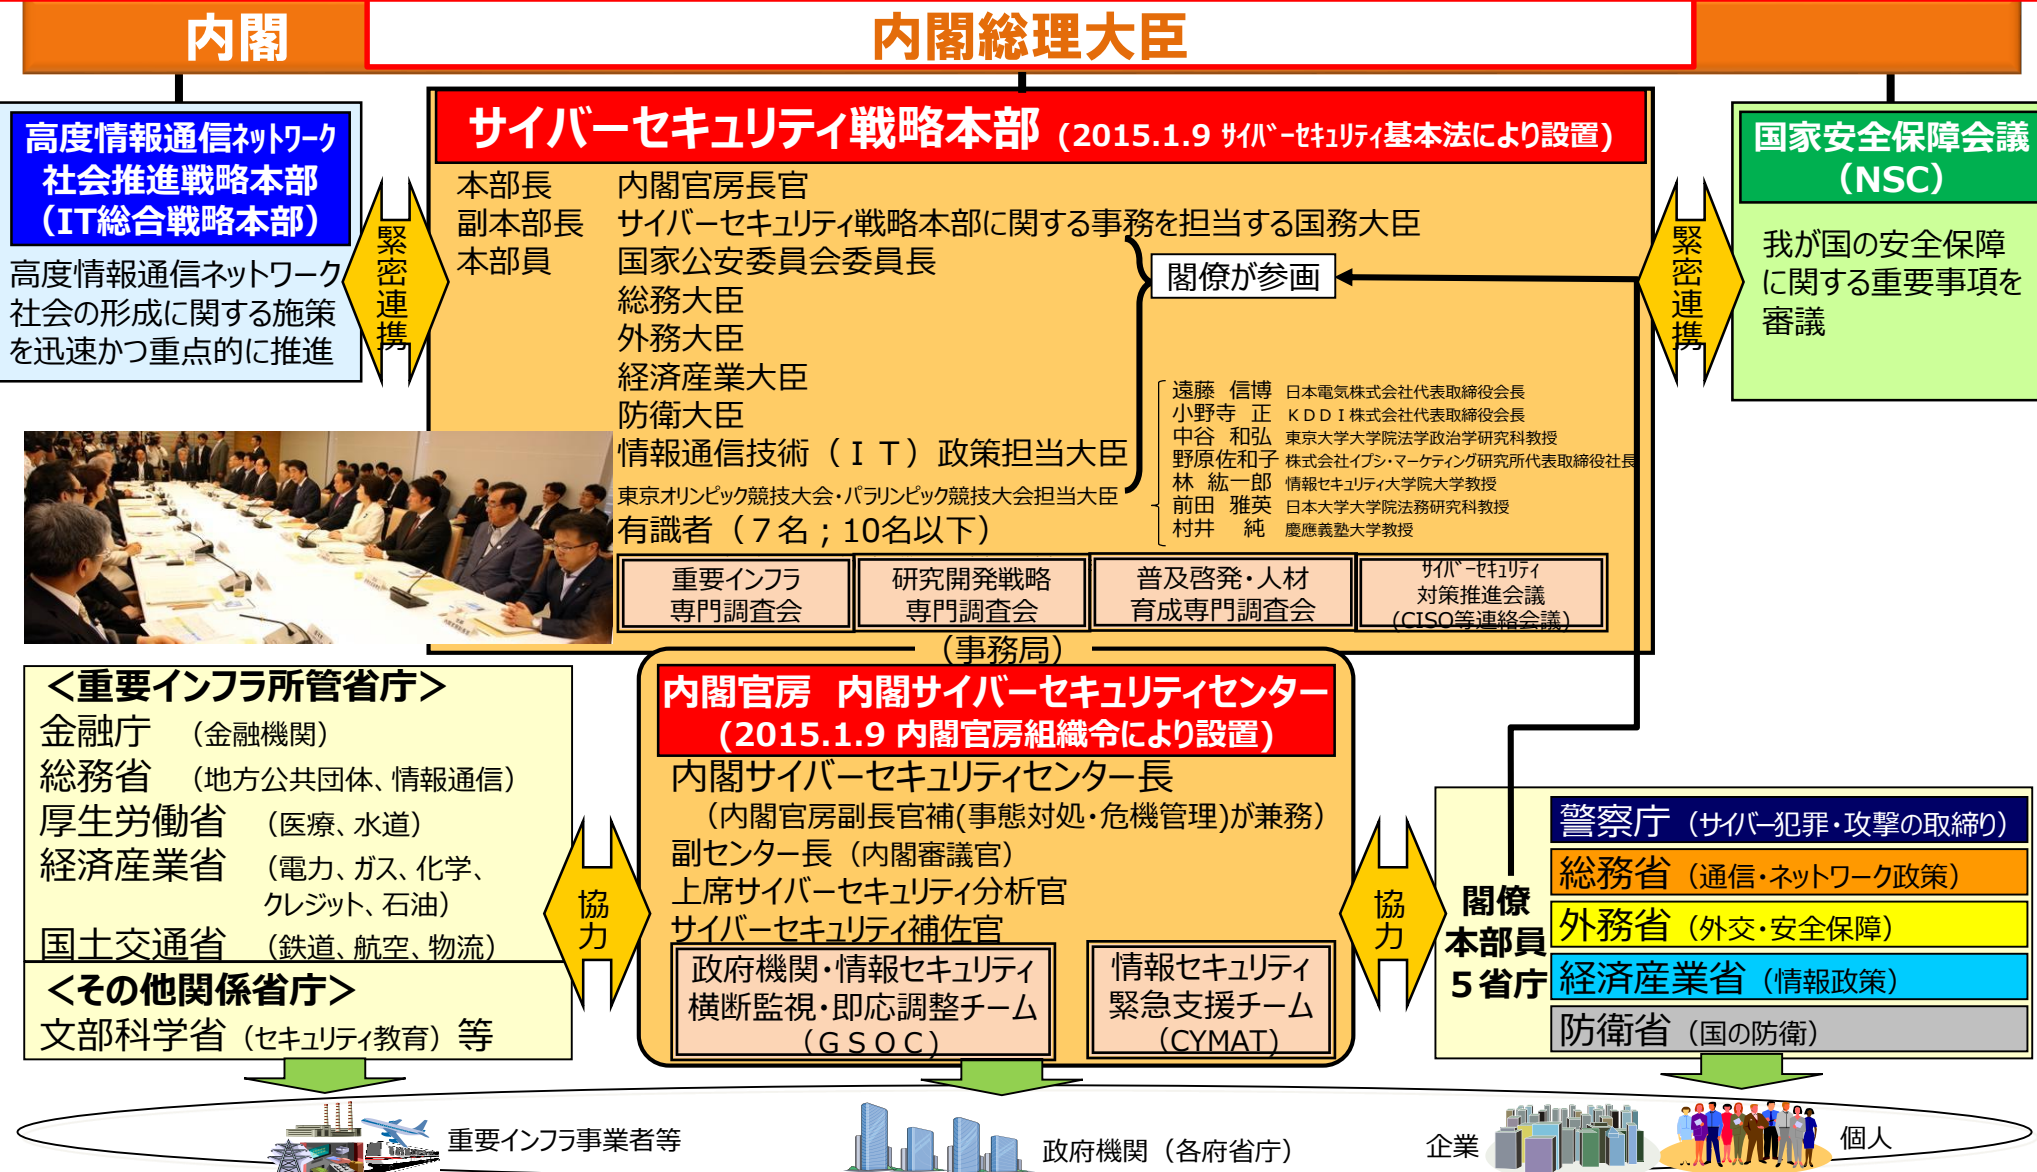 内閣
内閣総理大臣
高度情報通信ネットワーク
社会推進戦略本部
（IT総合戦略本部）
高度情報通信ネットワーク
社会の形成に関する施策
を迅速かつ重点的に推進
緊密連携
サイバーセキュリティ戦略本部 (2015.1.9 サイバーセキュリティ基本法により設置)
本部長 内閣官房長官
副本部長 サイバーセキュリティ戦略本部に関する事務を担当する国務大臣
本部員 国家公安委員会委員長
総務大臣
外務大臣
経済産業大臣
防衛大臣
情報通信技術（ＩＴ）政策担当大臣
東京オリンピック競技大会・パラリンピック競技大会担当大臣
有識者（７名；10名以下）
閣僚が参画
遠藤 信博 日本電気株式会社代表取締役会長
小野寺 正 ＫＤＤＩ株式会社代表取締役会長
中谷 和弘 東京大学大学院法学政治学研究科教授
野原佐和子 株式会社イプシ・マーケティング研究所代表取締役社長
林 紘一郎 情報セキュリティ大学院大学教授
前田 雅英 日本大学大学院法務研究科教授
村井 純 慶應義塾大学教授
重要インフラ
専門調査会
研究開発戦略
専門調査会
普及啓発・人材
育成専門調査会
サイバーセキュリティ
対策推進会議
(CISO等連絡会議)
緊密連携
国家安全保障会議
（NSC）
我が国の安全保障
に関する重要事項を
審議
（事務局）
内閣官房 内閣サイバーセキュリティセンター
(2015.1.9 内閣官房組織令により設置)
内閣サイバーセキュリティセンター長
（内閣官房副長官補(事態対処・危機管理)が兼務）
副センター長（内閣審議官）
上席サイバーセキュリティ分析官
サイバーセキュリティ補佐官
政府機関・情報セキュリティ
横断監視・即応調整チーム
（ＧＳＯＣ）
情報セキュリティ
緊急支援チーム
（CYMAT）
＜重要インフラ所管省庁＞
金融庁 （金融機関）
総務省 （地方公共団体、情報通信）
厚生労働省 （医療、水道）
経済産業省 （電力、ガス、化学、
クレジット、石油）
国土交通省 （鉄道、航空、物流）
＜その他関係省庁＞
文部科学省（セキュリティ教育）等
協力
協力
閣僚
本部員
５省庁
警察庁（サイバー犯罪・攻撃の取締り）
総務省（通信・ネットワーク政策）
外務省（外交・安全保障）
経済産業省（情報政策）
防衛省（国の防衛）
重要インフラ事業者等
政府機関（各府省庁）
企業
個人